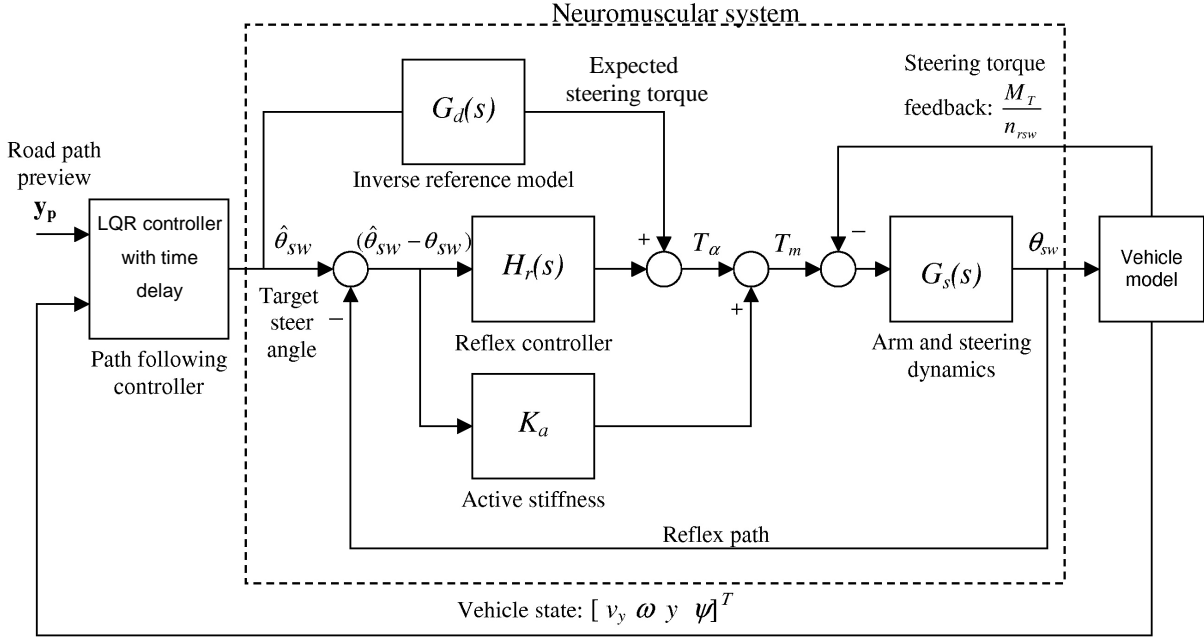 Neuromuscular system
Expected
steering torque
G_d(s)
Inverse reference model
Steering torque
feedback: M_T / n_rsw
Road path
preview
y_p
LQR controller
with time
delay
Path following
controller
θ̂_sw
Target
steer
angle
−
(θ̂_sw − θ_sw)
H_r(s)
Reflex controller
+
T_α
+
T_m
−
G_s(s)
Arm and steering
dynamics
θ_sw
Vehicle
model
K_a
Active stiffness
Reflex path
Vehicle state: [ v_y ω y ψ]^T